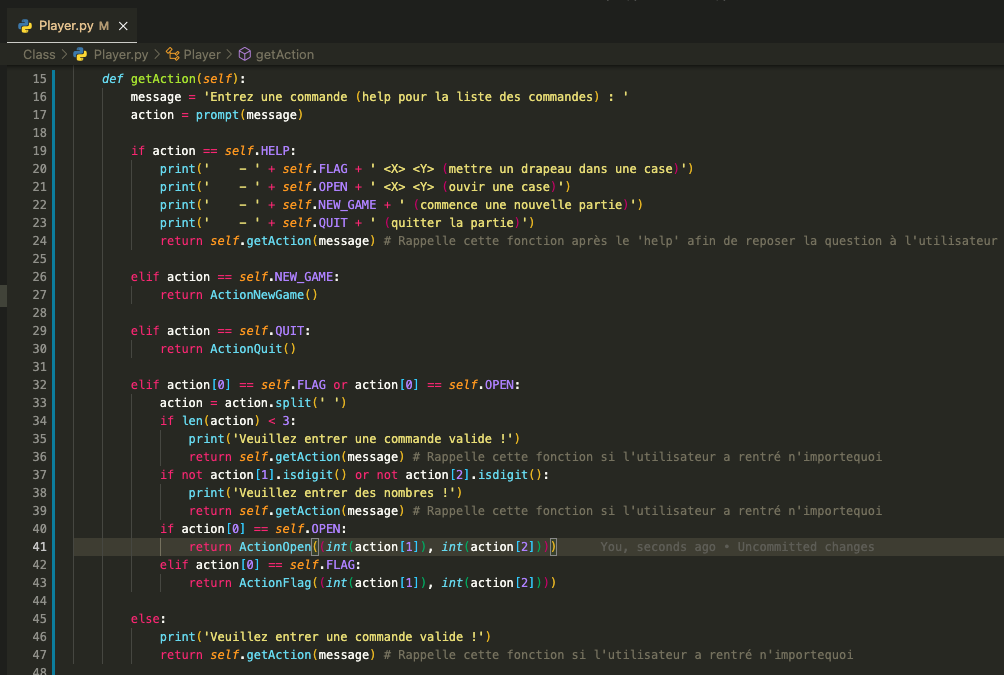 Player.py M ×
Class > Player.py > Player > getAction
15 def getAction(self):
16 message = 'Entrez une commande (help pour la liste des commandes) : '
17 action = prompt(message)
18
19 if action == self.HELP:
20 print('    – ' + self.FLAG + ' <X> <Y> (mettre un drapeau dans une case)')
21 print('    – ' + self.OPEN + ' <X> <Y> (ouvir une case)')
22 print('    – ' + self.NEW_GAME + ' (commence une nouvelle partie)')
23 print('    – ' + self.QUIT + ' (quitter la partie)')
24 return self.getAction(message) # Rappelle cette fonction après le 'help' afin de reposer la question à l'utilisateur
25
26 elif action == self.NEW_GAME:
27 return ActionNewGame()
28
29 elif action == self.QUIT:
30 return ActionQuit()
31
32 elif action[0] == self.FLAG or action[0] == self.OPEN:
33 action = action.split(' ')
34 if len(action) < 3:
35 print('Veuillez entrer une commande valide !')
36 return self.getAction(message) # Rappelle cette fonction si l'utilisateur a rentré n'importequoi
37 if not action[1].isdigit() or not action[2].isdigit():
38 print('Veuillez entrer des nombres !')
39 return self.getAction(message) # Rappelle cette fonction si l'utilisateur a rentré n'importequoi
40 if action[0] == self.OPEN:
41 return ActionOpen((int(action[1]), int(action[2]))) You, seconds ago • Uncommitted changes
42 elif action[0] == self.FLAG:
43 return ActionFlag((int(action[1]), int(action[2])))
44
45 else:
46 print('Veuillez entrer une commande valide !')
47 return self.getAction(message) # Rappelle cette fonction si l'utilisateur a rentré n'importequoi
48